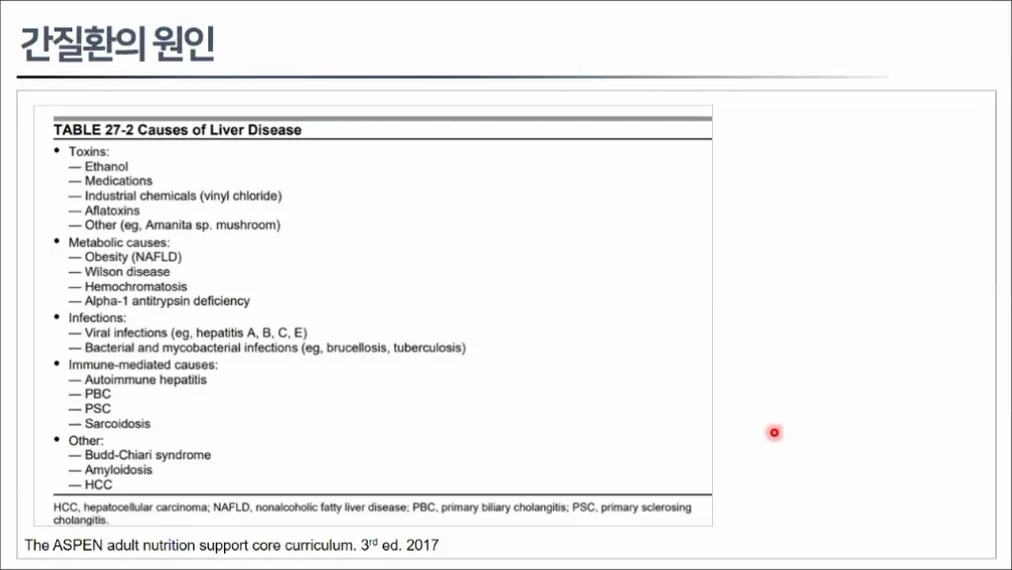 간질환의 원인
TABLE 27-2 Causes of Liver Disease
• Toxins:
— Ethanol
— Medications
— Industrial chemicals (vinyl chloride)
— Aflatoxins
— Other (eg, Amanita sp. mushroom)
• Metabolic causes:
— Obesity (NAFLD)
— Wilson disease
— Hemochromatosis
— Alpha-1 antitrypsin deficiency
• Infections:
— Viral infections (eg, hepatitis A, B, C, E)
— Bacterial and mycobacterial infections (eg, brucellosis, tuberculosis)
• Immune-mediated causes:
— Autoimmune hepatitis
— PBC
— PSC
— Sarcoidosis
• Other:
— Budd-Chiari syndrome
— Amyloidosis
— HCC
HCC, hepatocellular carcinoma; NAFLD, nonalcoholic fatty liver disease; PBC, primary biliary cholangitis; PSC, primary sclerosing
cholangitis.
The ASPEN adult nutrition support core curriculum. 3rd ed. 2017